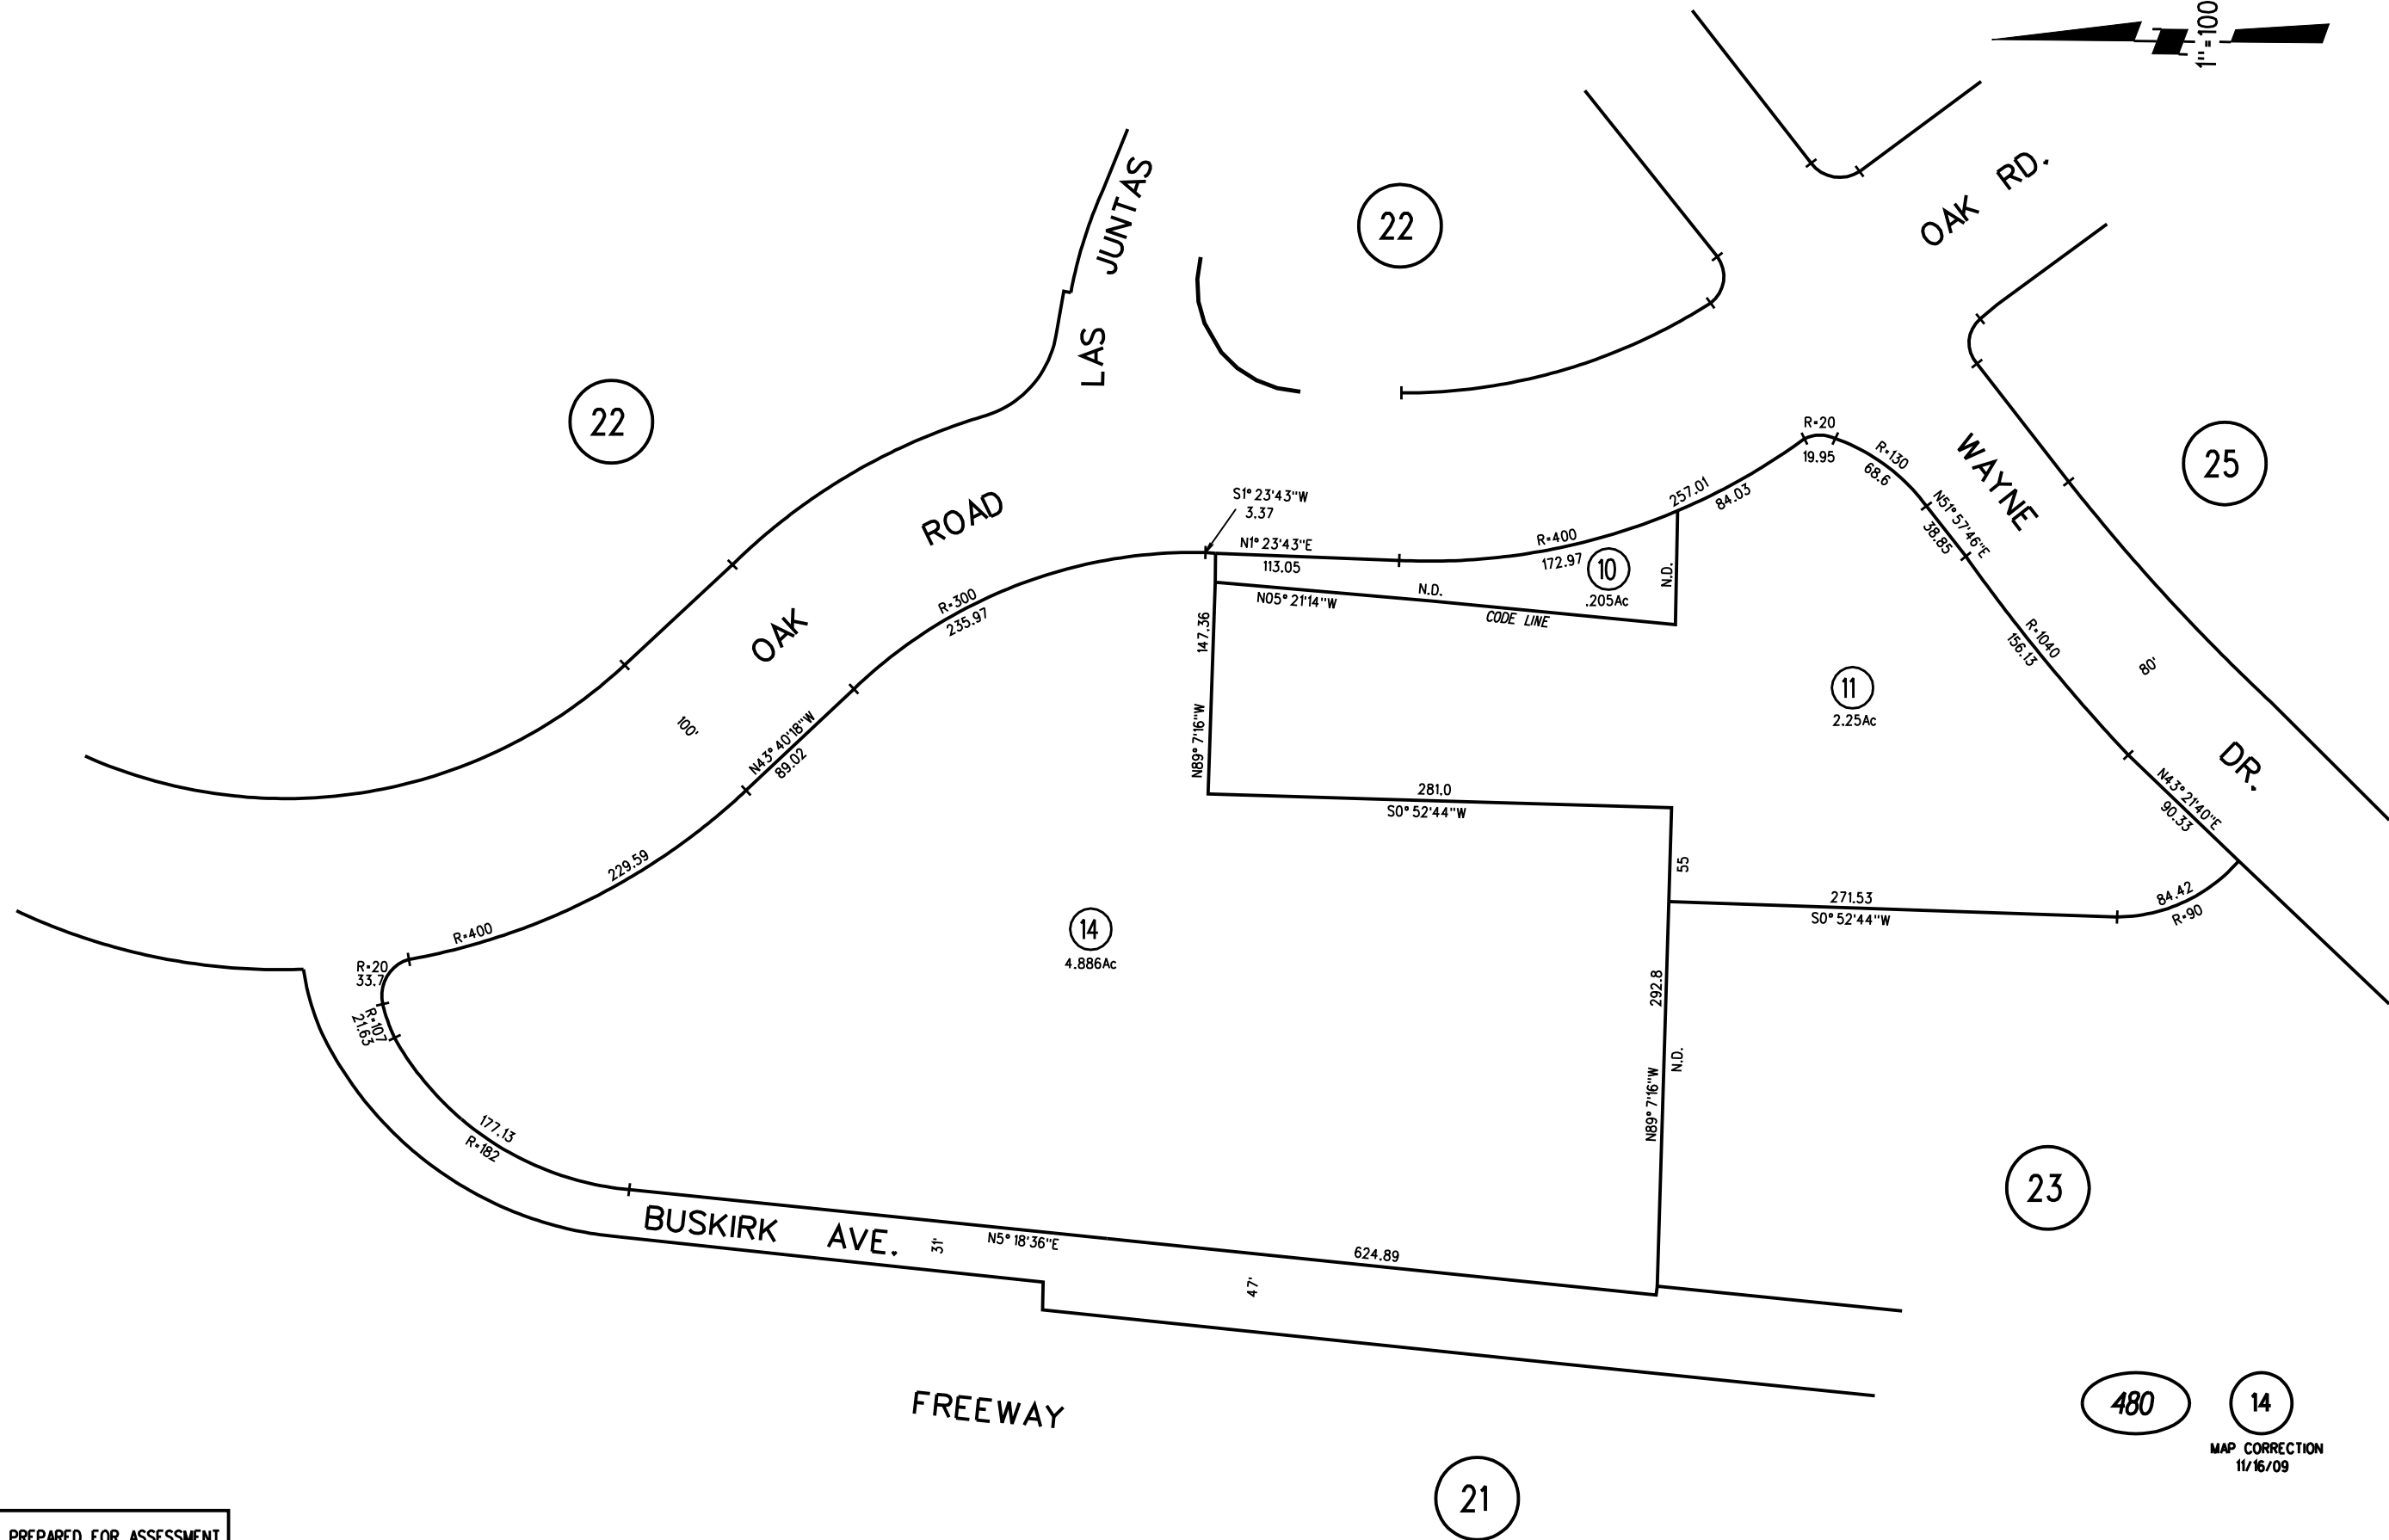 1"=100
LAS JUNTAS
22
OAK RD.
22
25
OAK ROAD
100'
WAYNE DR.
80'
S1° 23'43"W
3.37
N1° 23'43"E
113.05
R=400
172.97
257.01
84.03
R=20
19.95
R=130
68.6
N51° 57'46"E
38.85
R=1040
156.13
N43° 21'40"E
90.33
84.42
R=90
271.53
S0° 52'44"W
10
.205Ac
N.D.
N.D.
N05° 21'14"W
CODE LINE
11
2.25Ac
R=300
235.97
N43° 40'18"W
89.02
229.59
R=400
R=20
33.7
R=107
21.63
177.13
R=182
147.36
N89° 7'16"W
281.0
S0° 52'44"W
55
292.8
N.D.
N89° 7'16"W
14
4.886Ac
BUSKIRK AVE.
31'
N5° 18'36"E
624.89
47'
23
FREEWAY
21
480
14
MAP CORRECTION
11/16/09
PREPARED FOR ASSESSMENT